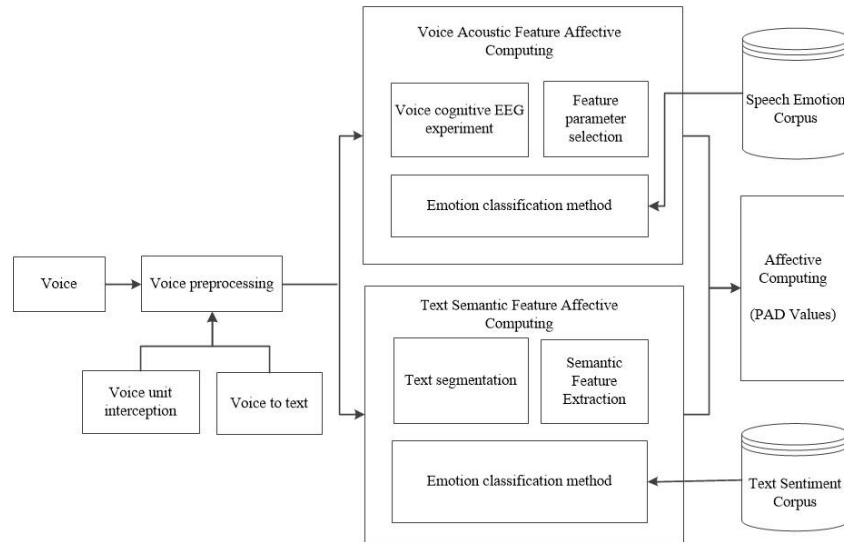 Voice Acoustic Feature Affective
Computing
Voice cognitive EEG
experiment
Feature
parameter
selection
Emotion classification method
Speech Emotion
Corpus
Voice
Voice preprocessing
Voice unit
interception
Voice to text
Text Semantic Feature Affective
Computing
Text segmentation
Semantic
Feature
Extraction
Emotion classification method
Affective
Computing
(PAD Values)
Text Sentiment
Corpus